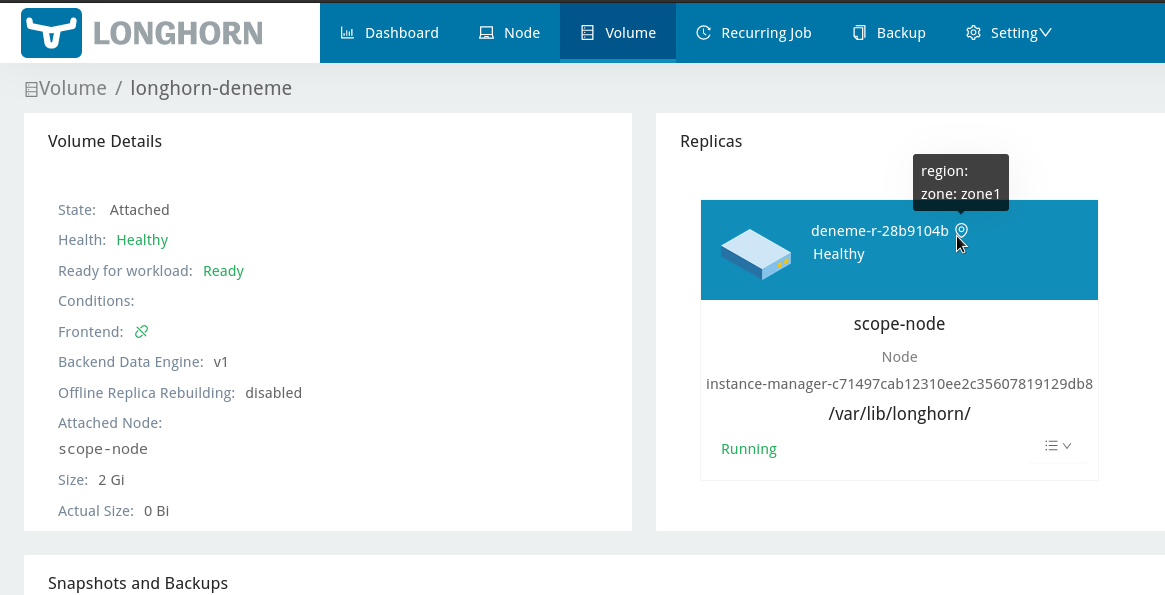 LONGHORN
Dashboard
Node
Volume
Recurring Job
Backup
Setting
Volume / longhorn-deneme
Volume Details
State: Attached
Health: Healthy
Ready for workload: Ready
Conditions:
Frontend:
Backend Data Engine: v1
Offline Replica Rebuilding: disabled
Attached Node:
scope-node
Size: 2 Gi
Actual Size: 0 Bi
Replicas
region:
zone: zone1
deneme-r-28b9104b
Healthy
scope-node
Node
instance-manager-c71497cab12310ee2c35607819129db8
/var/lib/longhorn/
Running
Snapshots and Backups